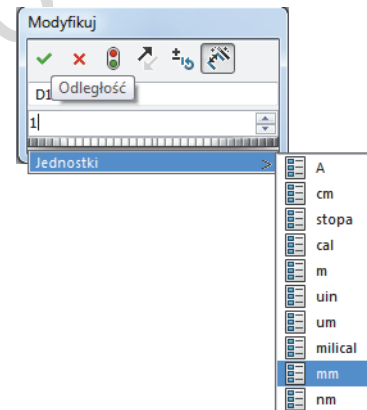 Modyfikuj
D1
Odległość
1
Jednostki >
A
cm
stopa
cal
m
uin
um
milical
mm
nm